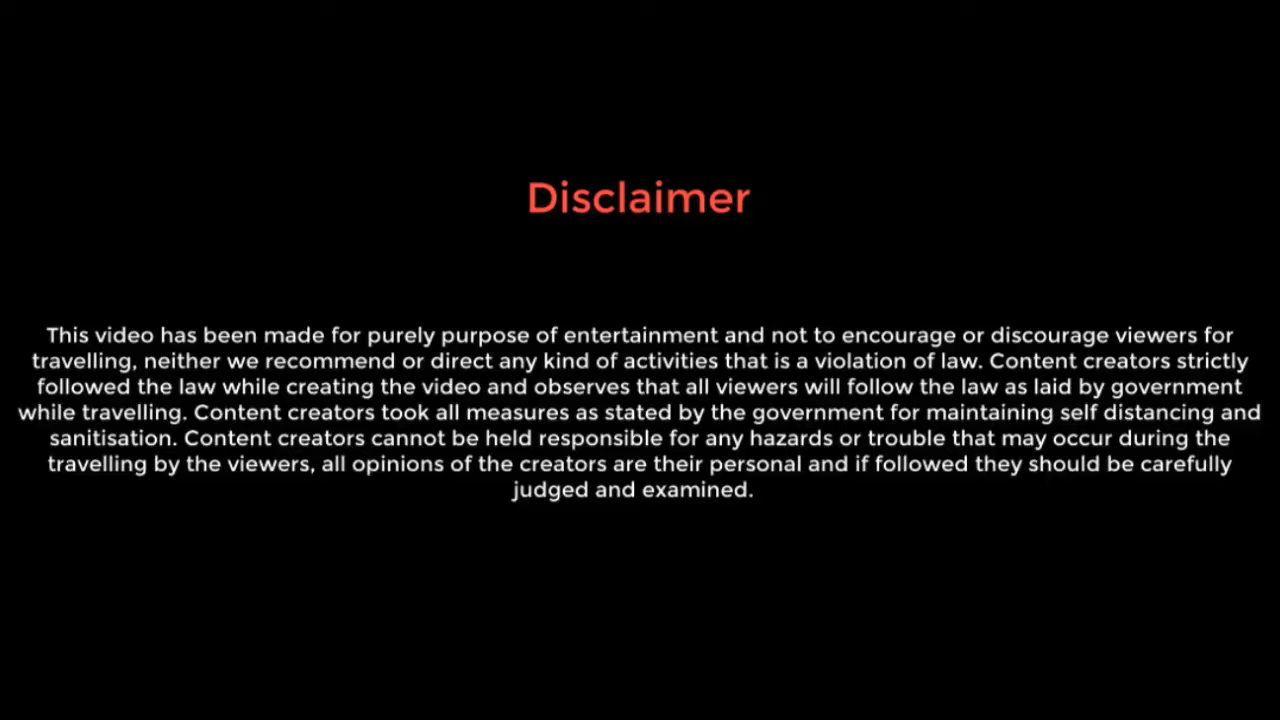 Disclaimer
This video has been made for purely purpose of entertainment and not to encourage or discourage viewers for
travelling, neither we recommend or direct any kind of activities that is a violation of law. Content creators strictly
followed the law while creating the video and observes that all viewers will follow the law as laid by government
while travelling. Content creators took all measures as stated by the government for maintaining self distancing and
sanitisation. Content creators cannot be held responsible for any hazards or trouble that may occur during the
travelling by the viewers, all opinions of the creators are their personal and if followed they should be carefully
judged and examined.